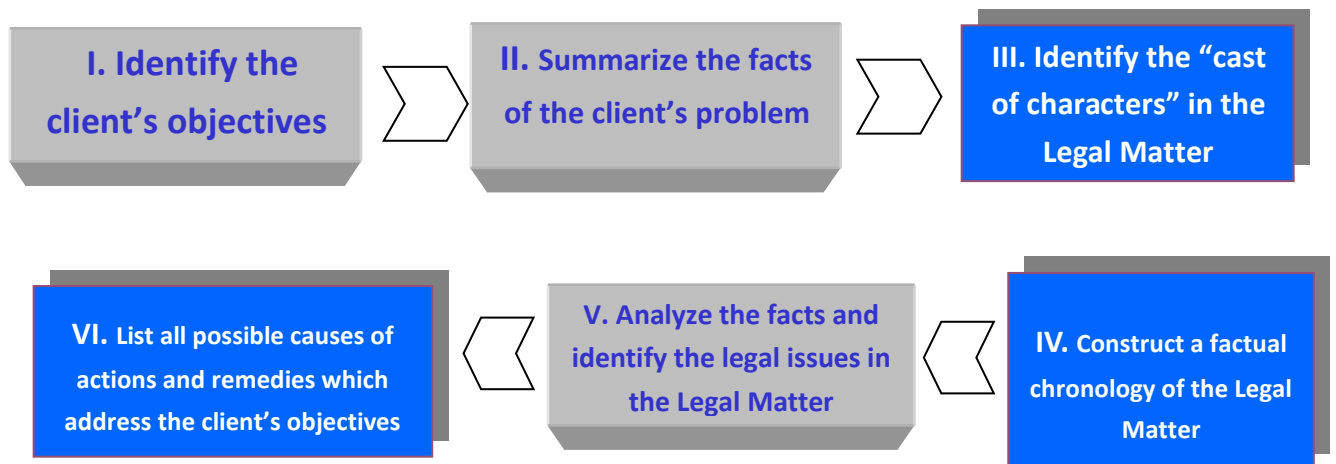 I. Identify the
client’s objectives
II. Summarize the facts
of the client’s problem
III. Identify the “cast
of characters” in the
Legal Matter
IV. Construct a factual
chronology of the Legal
Matter
V. Analyze the facts and
identify the legal issues in
the Legal Matter
VI. List all possible causes of
actions and remedies which
address the client’s objectives